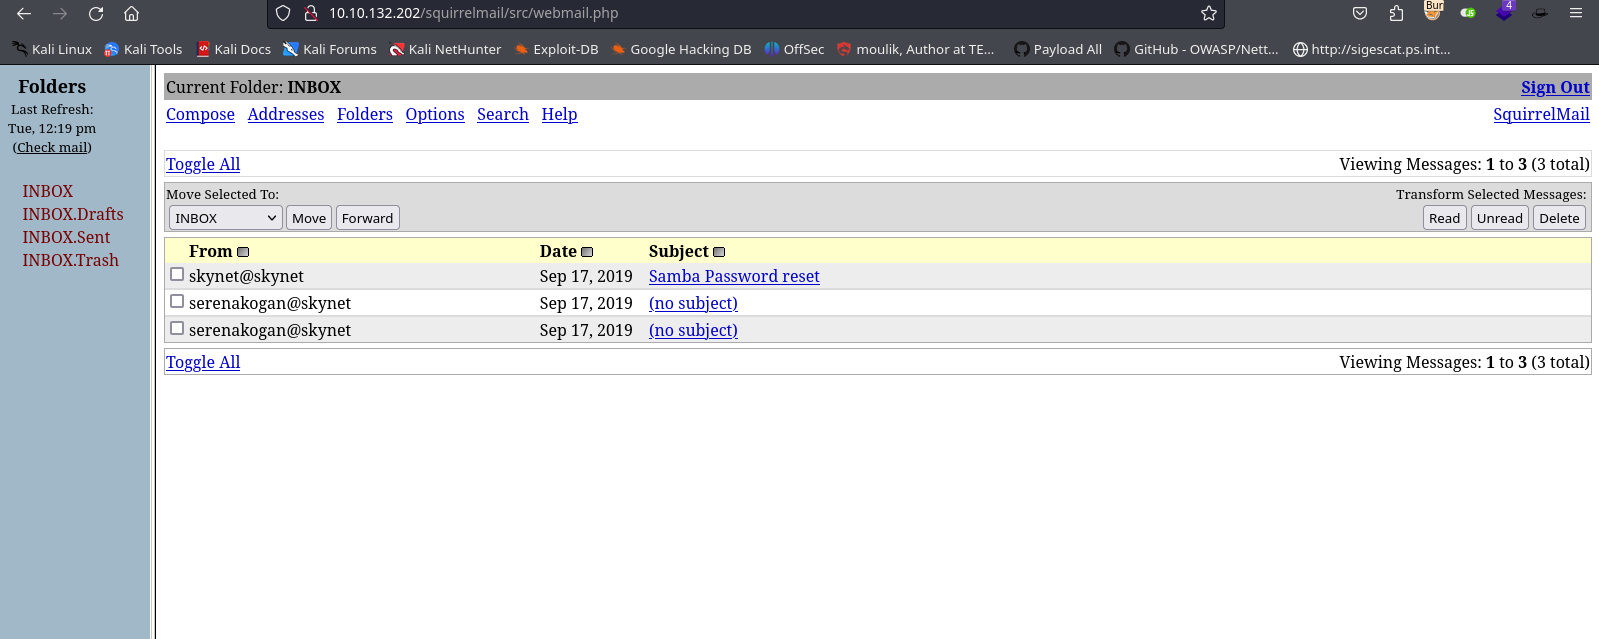 10.10.132.202/squirrelmail/src/webmail.php
Bur
JS
4
Kali Linux Kali Tools Kali Docs Kali Forums Kali NetHunter Exploit-DB Google Hacking DB OffSec moulik, Author at TE... Payload All GitHub - OWASP/Nett... http://sigescat.ps.int...
Folders
Last Refresh:
Tue, 12:19 pm
(Check mail)
INBOX
INBOX.Drafts
INBOX.Sent
INBOX.Trash
Current Folder: INBOX Sign Out
Compose Addresses Folders Options Search Help SquirrelMail
Toggle All Viewing Messages: 1 to 3 (3 total)
Move Selected To: Transform Selected Messages:
INBOX Move Forward Read Unread Delete
From Date Subject
skynet@skynet Sep 17, 2019 Samba Password reset
serenakogan@skynet Sep 17, 2019 (no subject)
serenakogan@skynet Sep 17, 2019 (no subject)
Toggle All Viewing Messages: 1 to 3 (3 total)